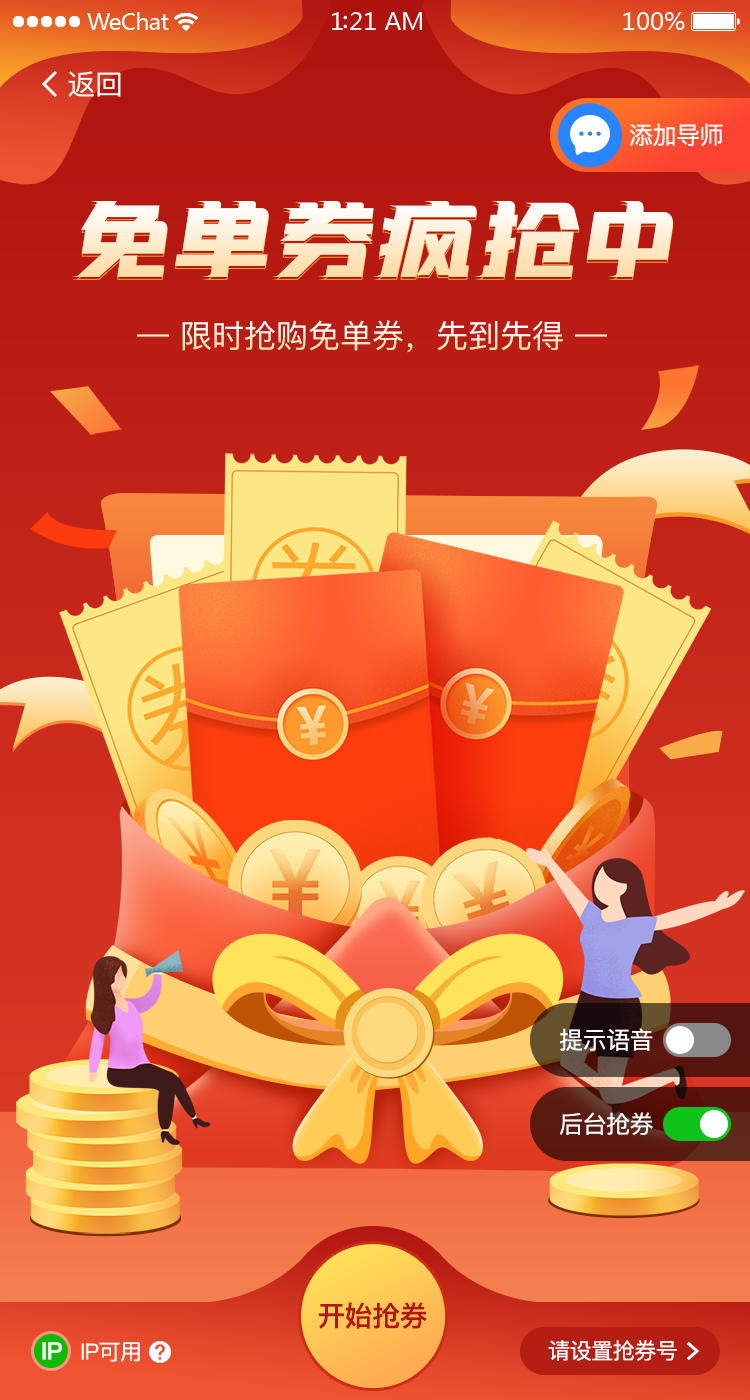 WeChat 1:21 AM 100%
返回
添加导师
免单券疯抢中
— 限时抢购免单券，先到先得 —
券
券
¥ ¥
¥ ¥ ¥ ¥ ¥
提示语音
后台抢券
开始抢券
IP IP可用 ?
请设置抢券号